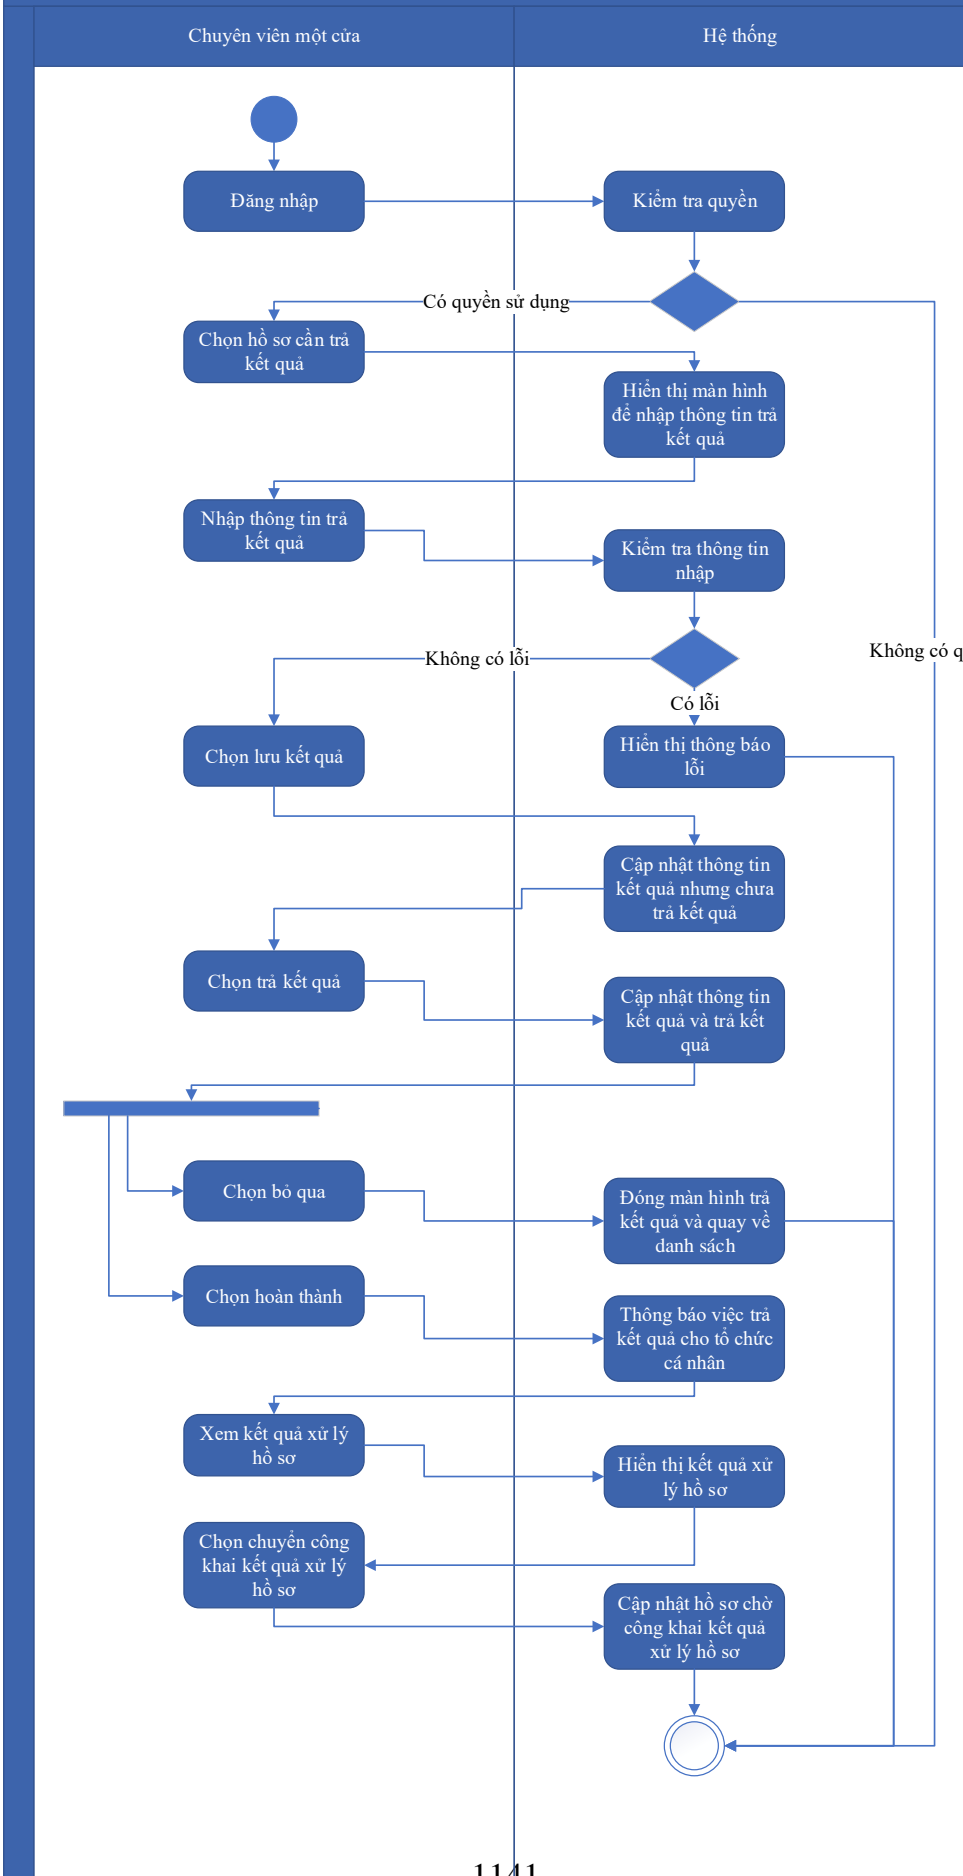 Chuyên viên một cửa
Hệ thống
Đăng nhập
Kiểm tra quyền
Có quyền sử dụng
Chọn hồ sơ cần trả
kết quả
Hiển thị màn hình
để nhập thông tin trả
kết quả
Nhập thông tin trả
kết quả
Kiểm tra thông tin
nhập
Không có lỗi
Không có q
Có lỗi
Chọn lưu kết quả
Hiển thị thông báo
lỗi
Cập nhật thông tin
kết quả nhưng chưa
trả kết quả
Chọn trả kết quả
Cập nhật thông tin
kết quả và trả kết
quả
Chọn bỏ qua
Đóng màn hình trả
kết quả và quay về
danh sách
Chọn hoàn thành
Thông báo việc trả
kết quả cho tổ chức
cá nhân
Xem kết quả xử lý
hồ sơ
Hiển thị kết quả xử
lý hồ sơ
Chọn chuyển công
khai kết quả xử lý
hồ sơ
Cập nhật hồ sơ chờ
công khai kết quả
xử lý hồ sơ
1141